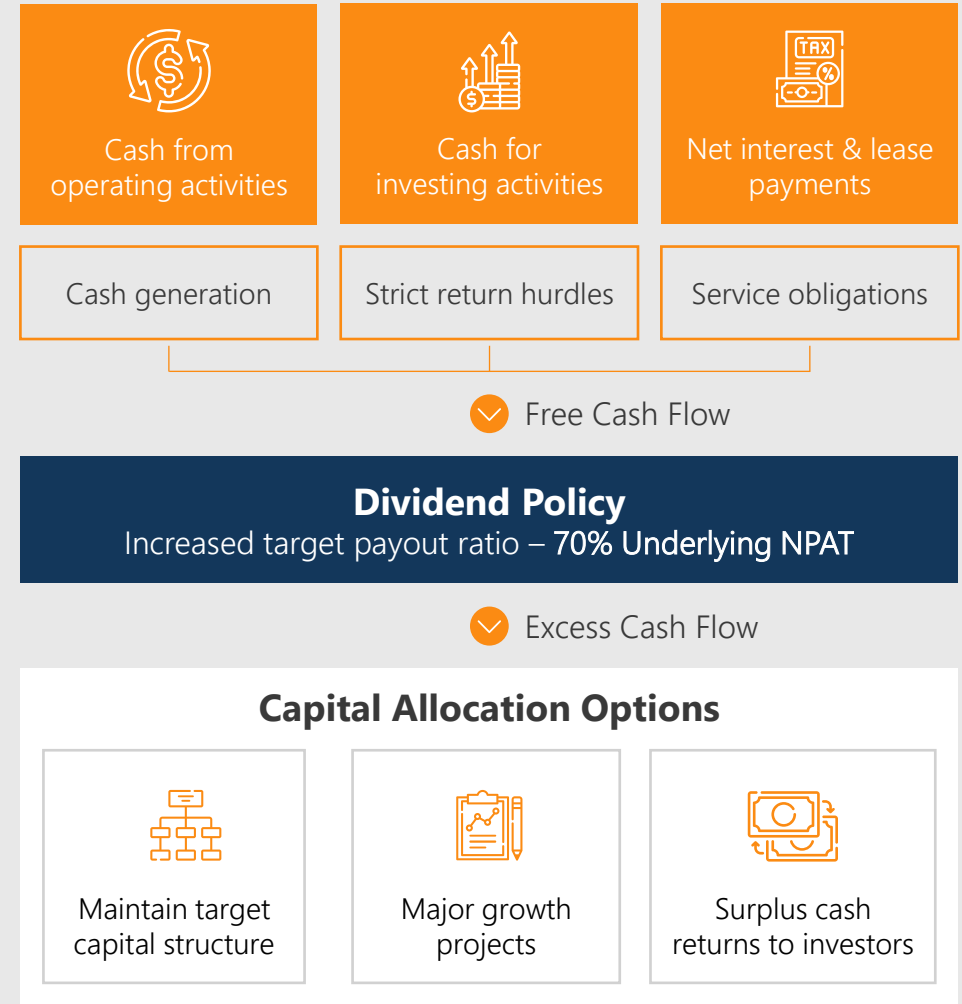 TAX
%
$
$
Cash from
operating activities
Cash for
investing activities
Net interest & lease
payments
Cash generation
Strict return hurdles
Service obligations
Free Cash Flow
Dividend Policy
Increased target payout ratio – 70% Underlying NPAT
Excess Cash Flow
Capital Allocation Options
Maintain target
capital structure
Major growth
projects
Surplus cash
returns to investors